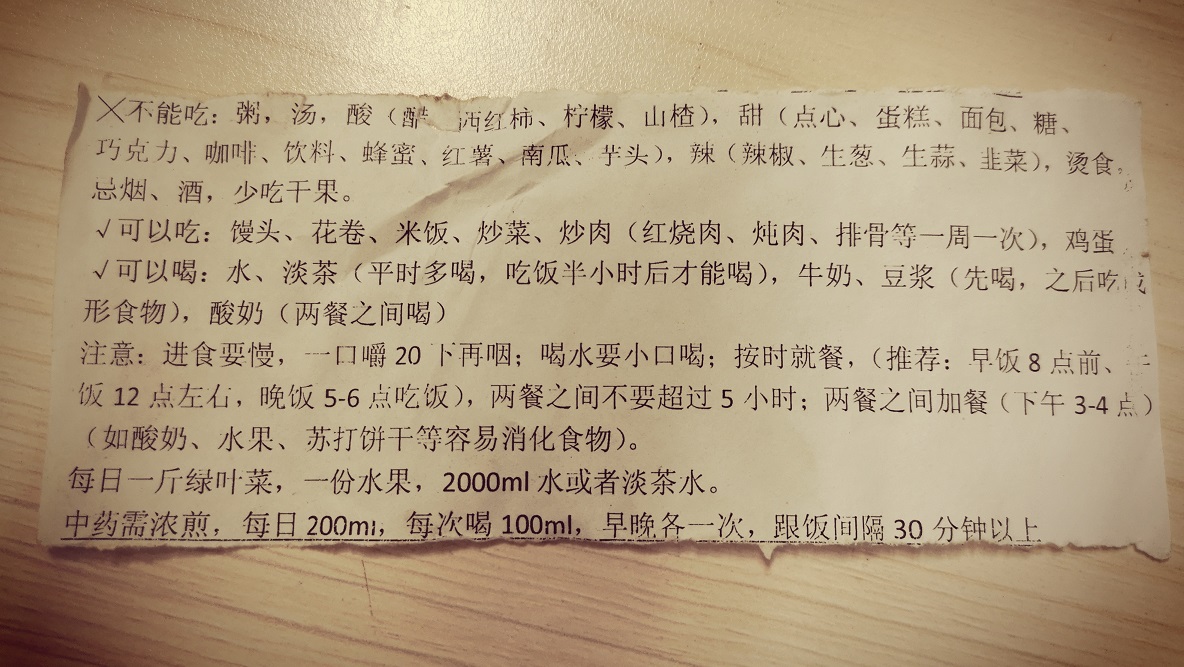 ╳不能吃：粥，汤，酸（醋 西红柿、柠檬、山楂），甜（点心、蛋糕、面包、糖、
巧克力、咖啡、饮料、蜂蜜、红薯、南瓜、芋头），辣（辣椒、生葱、生蒜、韭菜），烫食，
忌烟、酒，少吃干果。
√可以吃：馒头、花卷、米饭、炒菜、炒肉（红烧肉、炖肉、排骨等一周一次），鸡蛋
√可以喝：水、淡茶（平时多喝，吃饭半小时后才能喝），牛奶、豆浆（先喝，之后吃成
形食物），酸奶（两餐之间喝）
注意：进食要慢，一口嚼 20 下再咽；喝水要小口喝；按时就餐，（推荐：早饭 8 点前、午
饭 12 点左右，晚饭 5-6 点吃饭），两餐之间不要超过 5 小时；两餐之间加餐（下午 3-4 点）
（如酸奶、水果、苏打饼干等容易消化食物）。
每日一斤绿叶菜，一份水果，2000ml 水或者淡茶水。
中药需浓煎，每日 200ml，每次喝 100ml，早晚各一次，跟饭间隔 30 分钟以上